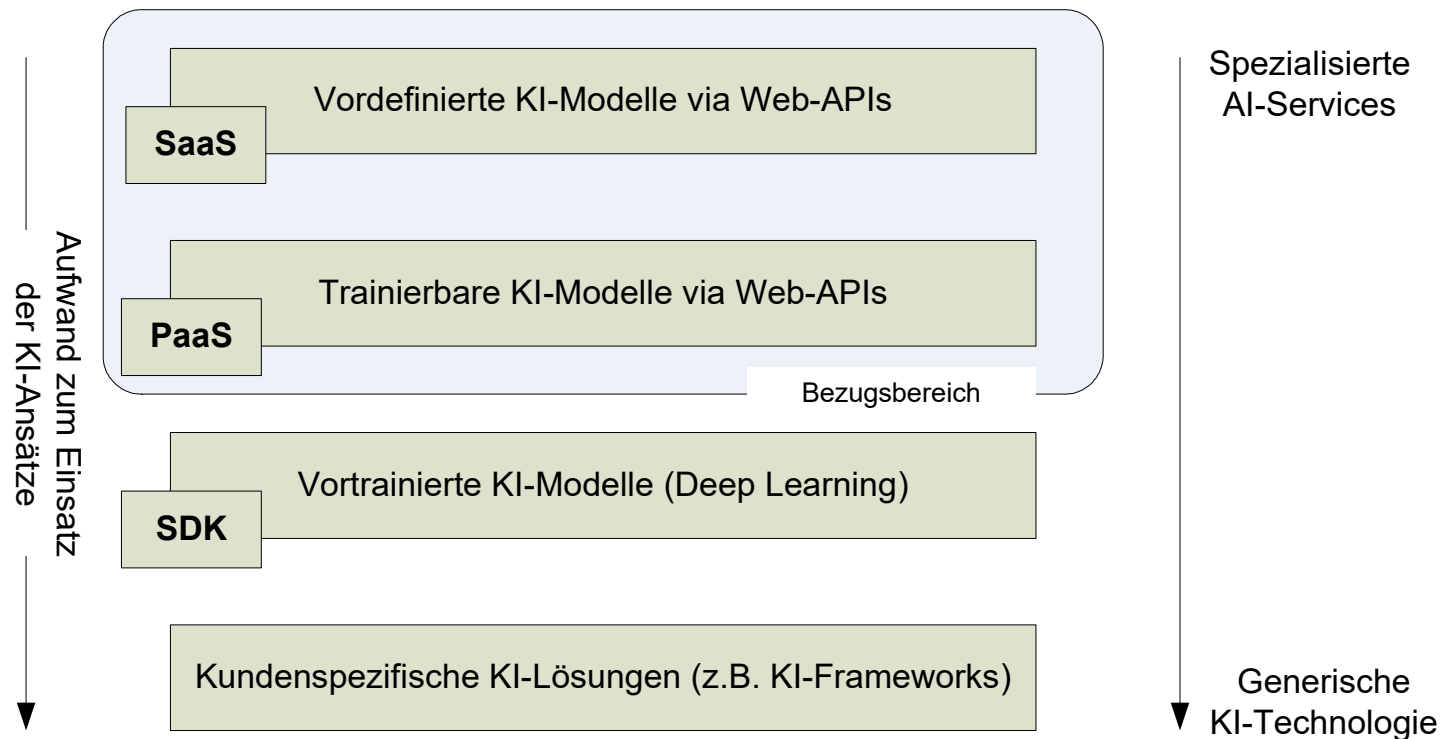 Vordefinierte KI-Modelle via Web-APIs
SaaS
Trainierbare KI-Modelle via Web-APIs
PaaS
Bezugsbereich
Vortrainierte KI-Modelle (Deep Learning)
SDK
Kundenspezifische KI-Lösungen (z.B. KI-Frameworks)
Aufwand zum Einsatz
der KI-Ansätze
Spezialisierte
AI-Services
Generische
KI-Technologie